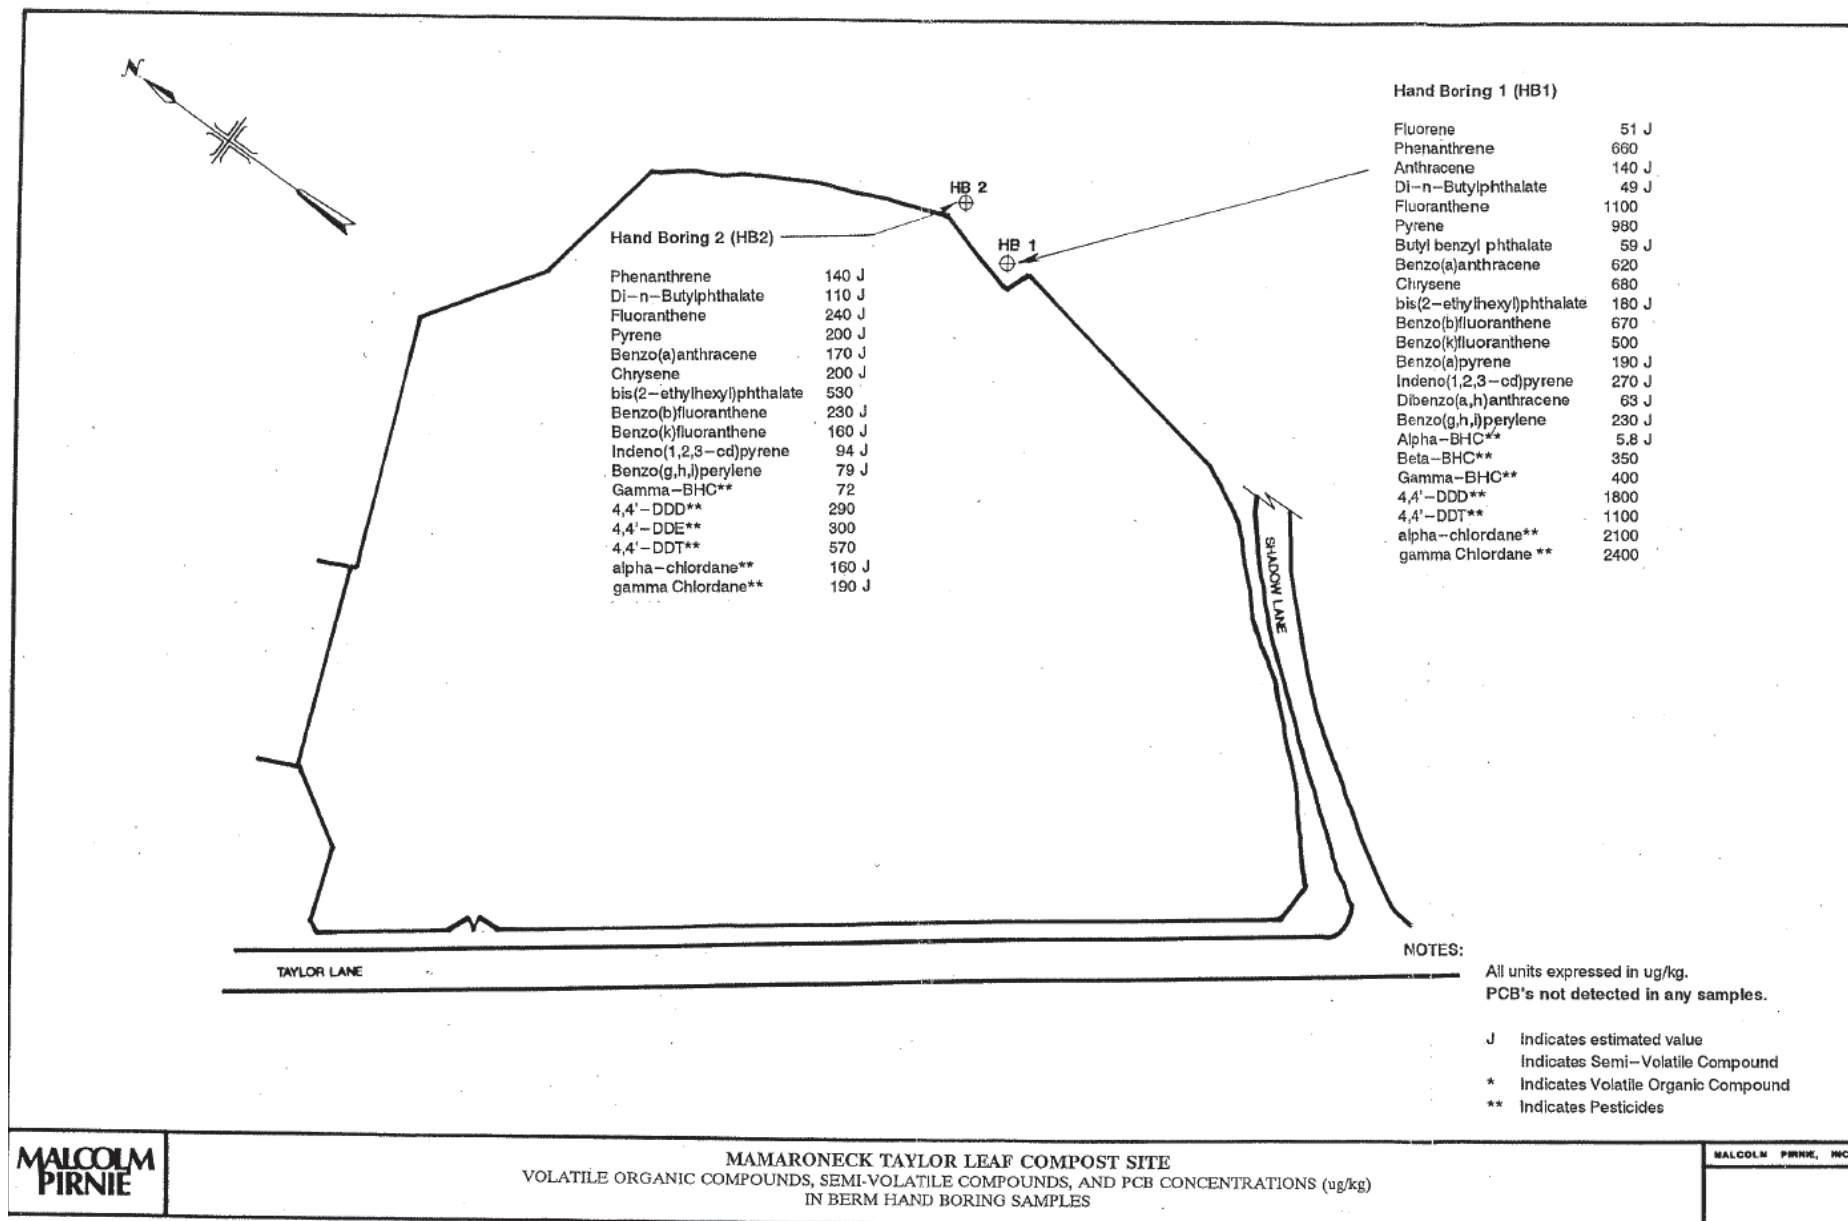 N
Hand Boring 1 (HB1)
Fluorene 51 J
Phenanthrene 660
Anthracene 140 J
Di-n-Butylphthalate 49 J
Fluoranthene 1100
Pyrene 980
Butyl benzyl phthalate 59 J
Benzo(a)anthracene 620
Chrysene 680
bis(2-ethylhexyl)phthalate 180 J
Benzo(b)fluoranthene 670
Benzo(k)fluoranthene 500
Benzo(a)pyrene 190 J
Indeno(1,2,3-cd)pyrene 270 J
Dibenzo(a,h)anthracene 63 J
Benzo(g,h,i)perylene 230 J
Alpha-BHC** 5.8 J
Beta-BHC** 350
Gamma-BHC** 400
4,4'-DDD** 1800
4,4'-DDT** 1100
alpha-chlordane** 2100
gamma Chlordane ** 2400
HB 2
HB 1
Hand Boring 2 (HB2)
Phenanthrene 140 J
Di-n-Butylphthalate 110 J
Fluoranthene 240 J
Pyrene 200 J
Benzo(a)anthracene 170 J
Chrysene 200 J
bis(2-ethylhexyl)phthalate 530
Benzo(b)fluoranthene 230 J
Benzo(k)fluoranthene 160 J
Indeno(1,2,3-cd)pyrene 94 J
Benzo(g,h,i)perylene 79 J
Gamma-BHC** 72
4,4'-DDD** 290
4,4'-DDE** 300
4,4'-DDT** 570
alpha-chlordane** 160 J
gamma Chlordane** 190 J
SHADOW LANE
TAYLOR LANE
NOTES:
All units expressed in ug/kg.
PCB's not detected in any samples.
J Indicates estimated value
Indicates Semi-Volatile Compound
* Indicates Volatile Organic Compound
** Indicates Pesticides
MALCOLM
PIRNIE
MAMARONECK TAYLOR LEAF COMPOST SITE
VOLATILE ORGANIC COMPOUNDS, SEMI-VOLATILE COMPOUNDS, AND PCB CONCENTRATIONS (ug/kg)
IN BERM HAND BORING SAMPLES
MALCOLM PIRNIE, INC